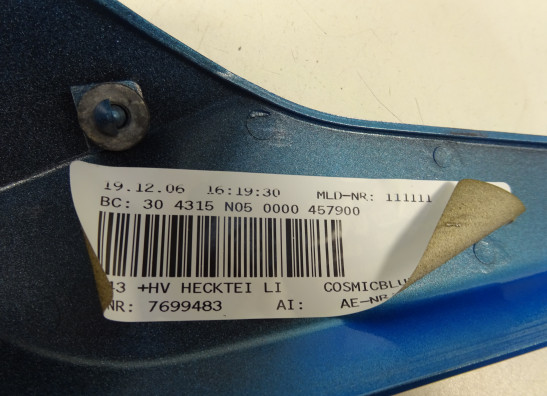 19.12.06 16:19:30 MLD-NR: 111111
BC: 30 4315 N05 0000 457900
43 +HV HECKTEI LI COSMICBLU
NR: 7699483 AI: AE-NR